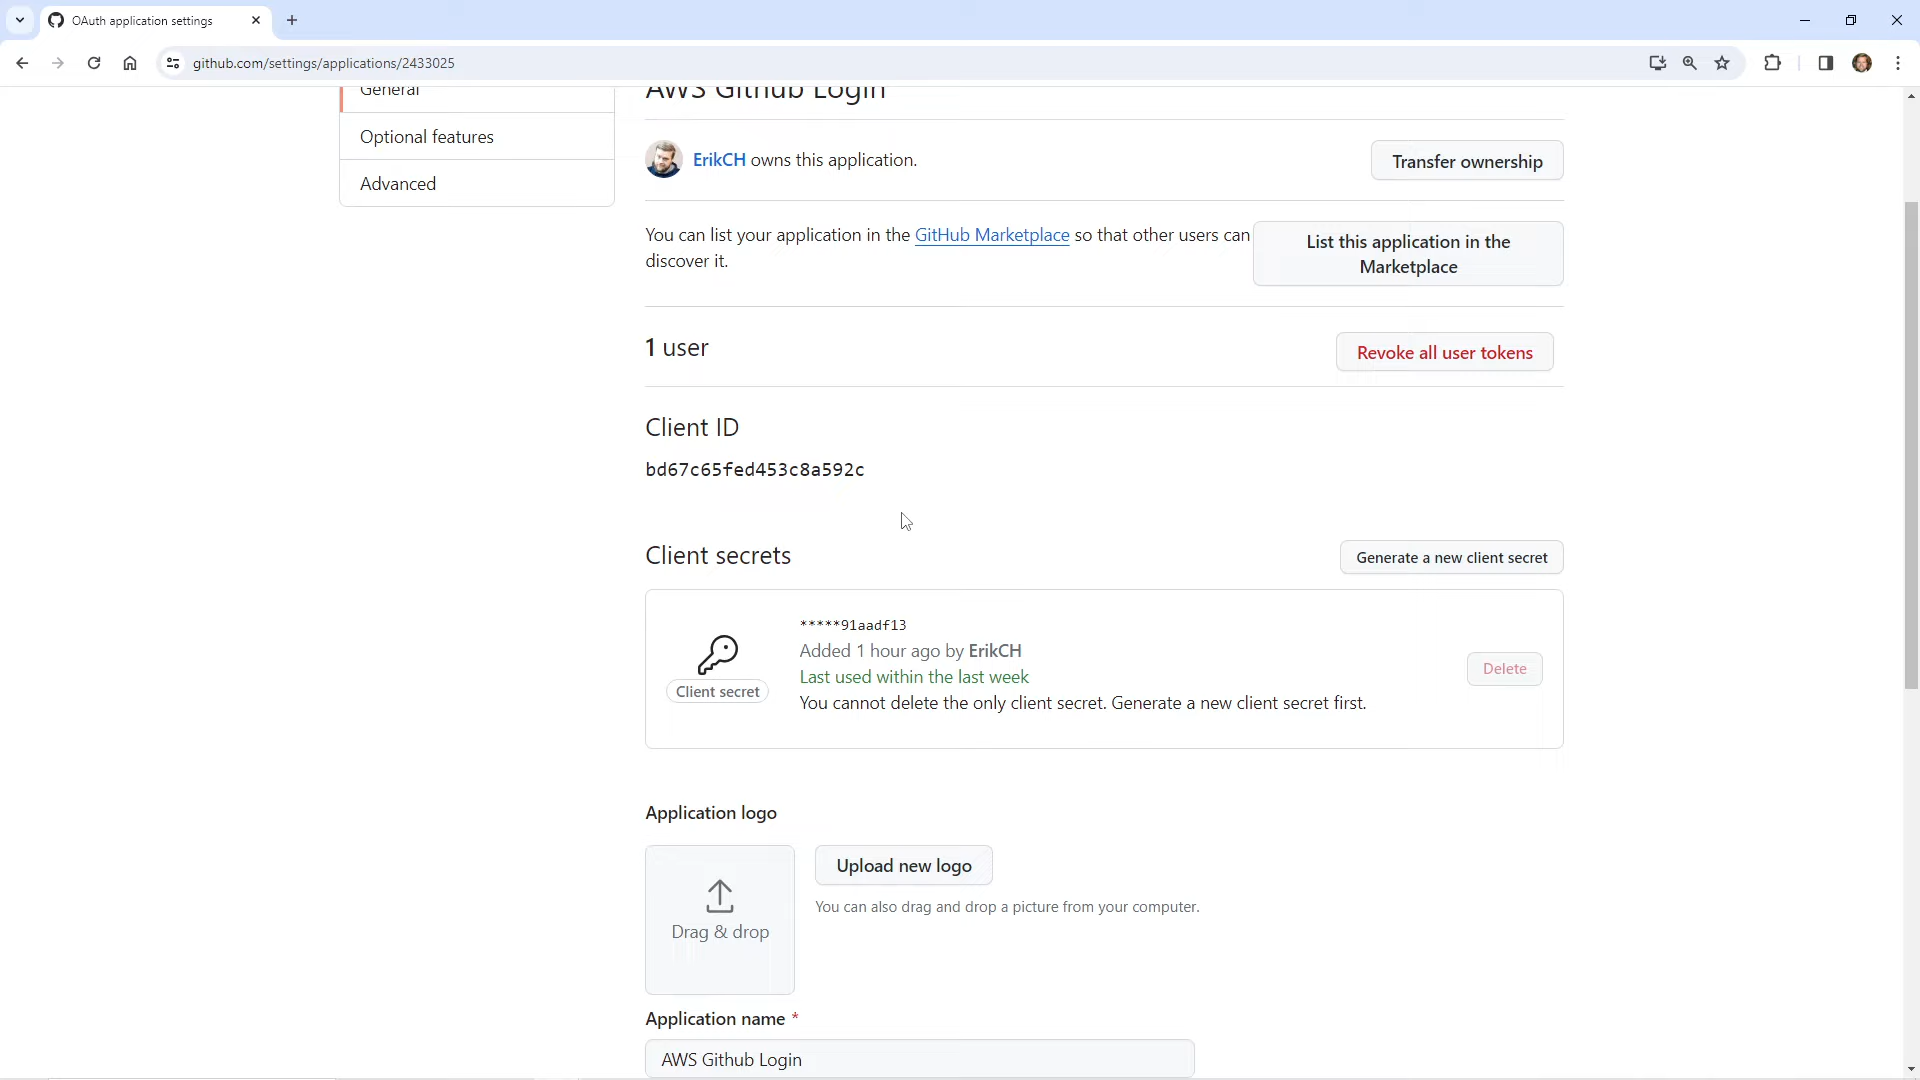 OAuth application settings
github.com/settings/applications/2433025
General
AWS Github Login
Optional features
Advanced
ErikCH owns this application.
Transfer ownership
You can list your application in the GitHub Marketplace so that other users can
discover it.
List this application in the
Marketplace
1 user
Revoke all user tokens
Client ID
bd67c65fed453c8a592c
Client secrets
Generate a new client secret
*****91aadf13
Added 1 hour ago by ErikCH
Last used within the last week
You cannot delete the only client secret. Generate a new client secret first.
Client secret
Delete
Application logo
Drag & drop
Upload new logo
You can also drag and drop a picture from your computer.
Application name *
AWS Github Login